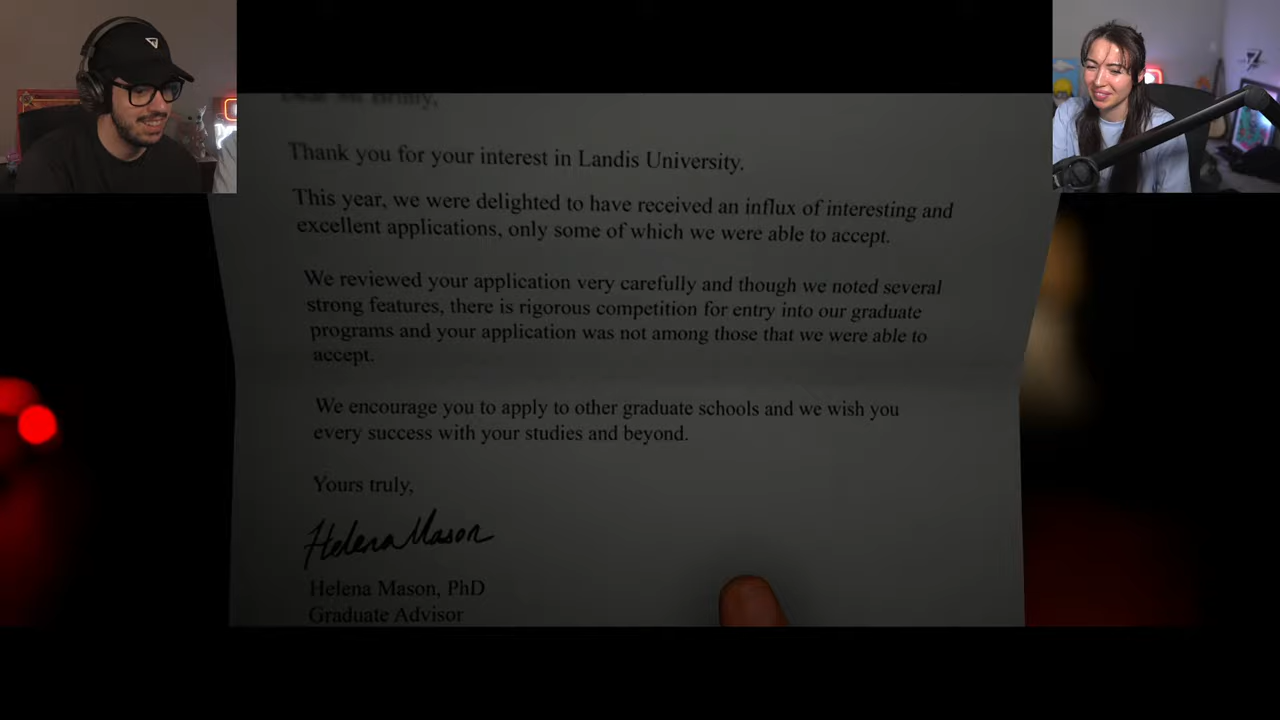 Thank you for your interest in Landis University.
This year, we were delighted to have received an influx of interesting and
excellent applications, only some of which we were able to accept.
We reviewed your application very carefully and though we noted several
strong features, there is rigorous competition for entry into our graduate
programs and your application was not among those that we were able to
accept.
We encourage you to apply to other graduate schools and we wish you
every success with your studies and beyond.
Yours truly,
Helena Mason
Helena Mason, PhD
Graduate Advisor